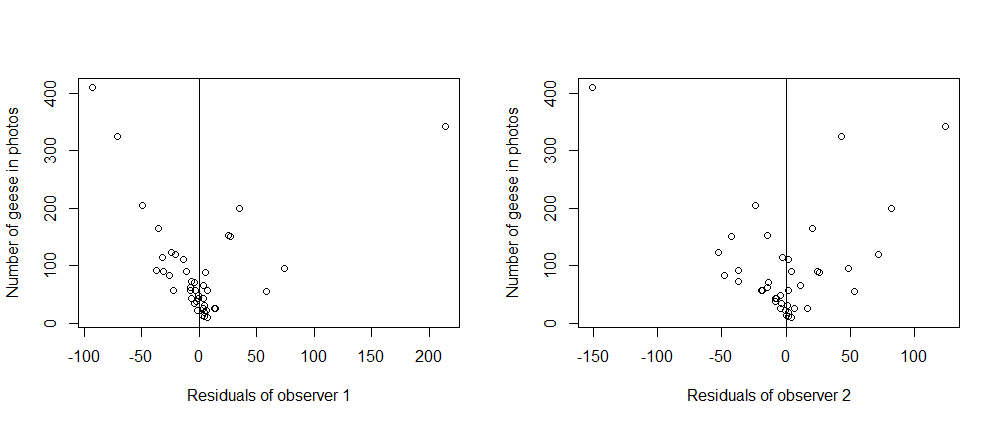 Number of geese in photos
400
300
200
100
0
-100 -50 0 50 100 150 200
Residuals of observer 1
Number of geese in photos
400
300
200
100
0
-150 -100 -50 0 50 100
Residuals of observer 2